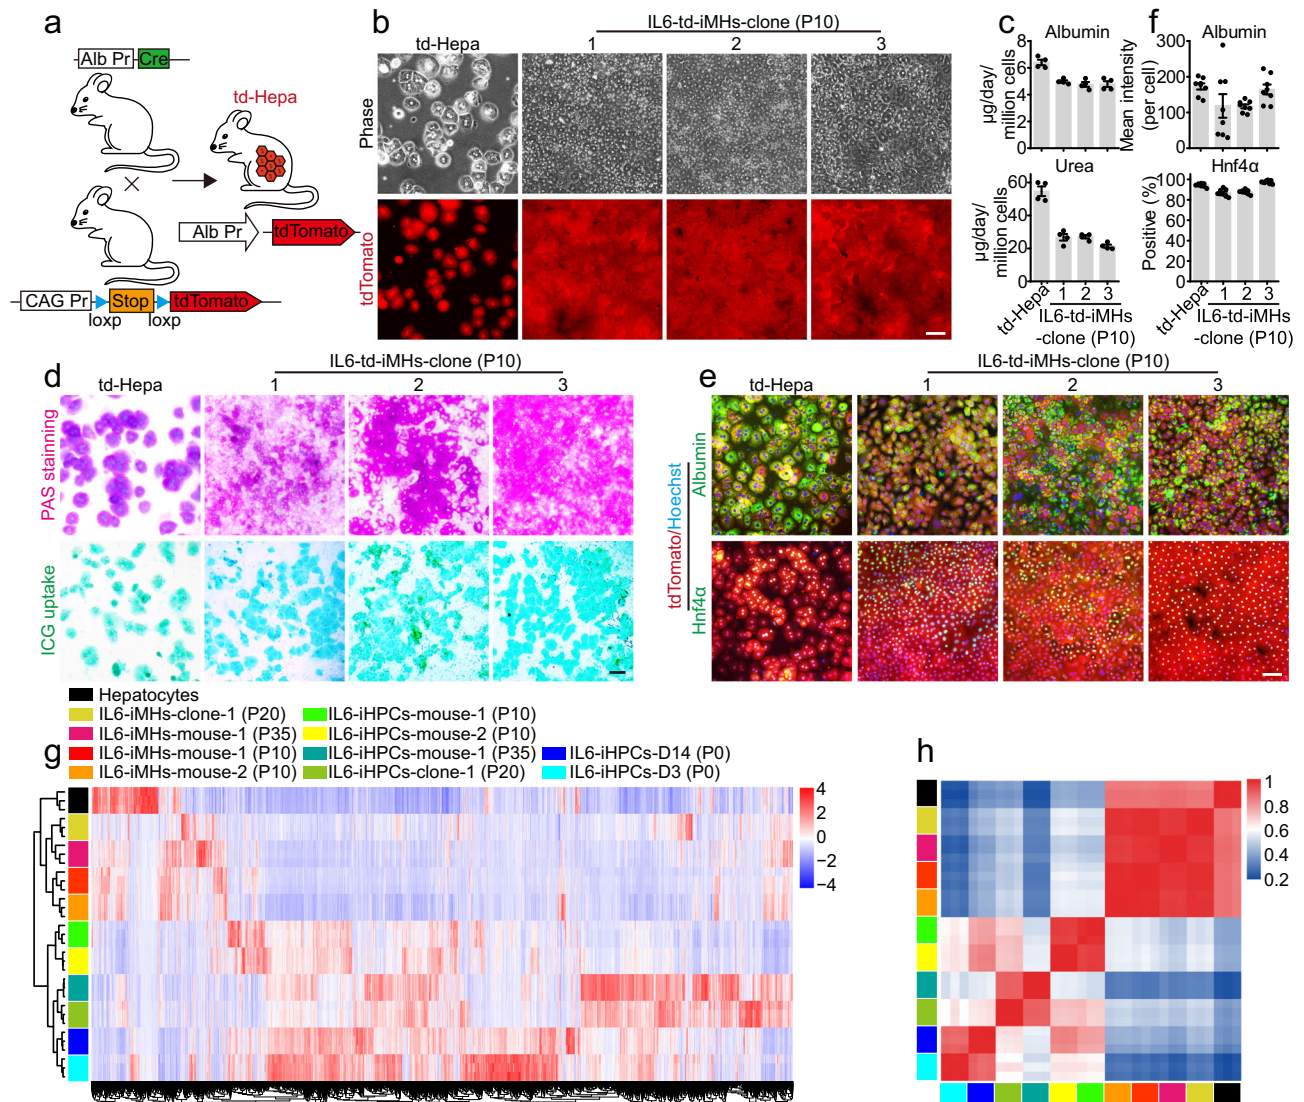 a
Alb Pr
Cre
td-Hepa
×
Alb Pr
tdTomato
CAG Pr
Stop
tdTomato
loxp
loxp
b
IL6-td-iMHs-clone (P10)
td-Hepa
1
2
3
Phase
tdTomato
c
Albumin
µg/day/
million cells
8
6
4
2
0
Urea
µg/day/
million cells
60
40
20
0
td-Hepa
1
2
3
IL6-td-iMHs
-clone (P10)
f
Albumin
Mean intensity
(per cell)
300
200
100
0
Hnf4α
Positive (%)
100
50
0
td-Hepa
1
2
3
IL6-td-iMHs
-clone (P10)
d
IL6-td-iMHs-clone (P10)
td-Hepa
1
2
3
PAS stainning
ICG uptake
e
IL6-td-iMHs-clone (P10)
td-Hepa
1
2
3
Albumin
Hnf4α
tdTomato/Hoechst
g
Hepatocytes
IL6-iMHs-clone-1 (P20)
IL6-iMHs-mouse-1 (P35)
IL6-iMHs-mouse-1 (P10)
IL6-iMHs-mouse-2 (P10)
IL6-iHPCs-mouse-1 (P10)
IL6-iHPCs-mouse-2 (P10)
IL6-iHPCs-mouse-1 (P35)
IL6-iHPCs-clone-1 (P20)
IL6-iHPCs-D14 (P0)
IL6-iHPCs-D3 (P0)
4
2
0
−2
−4
h
1
0.8
0.6
0.4
0.2